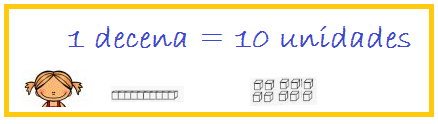 1 decena = 10 unidades